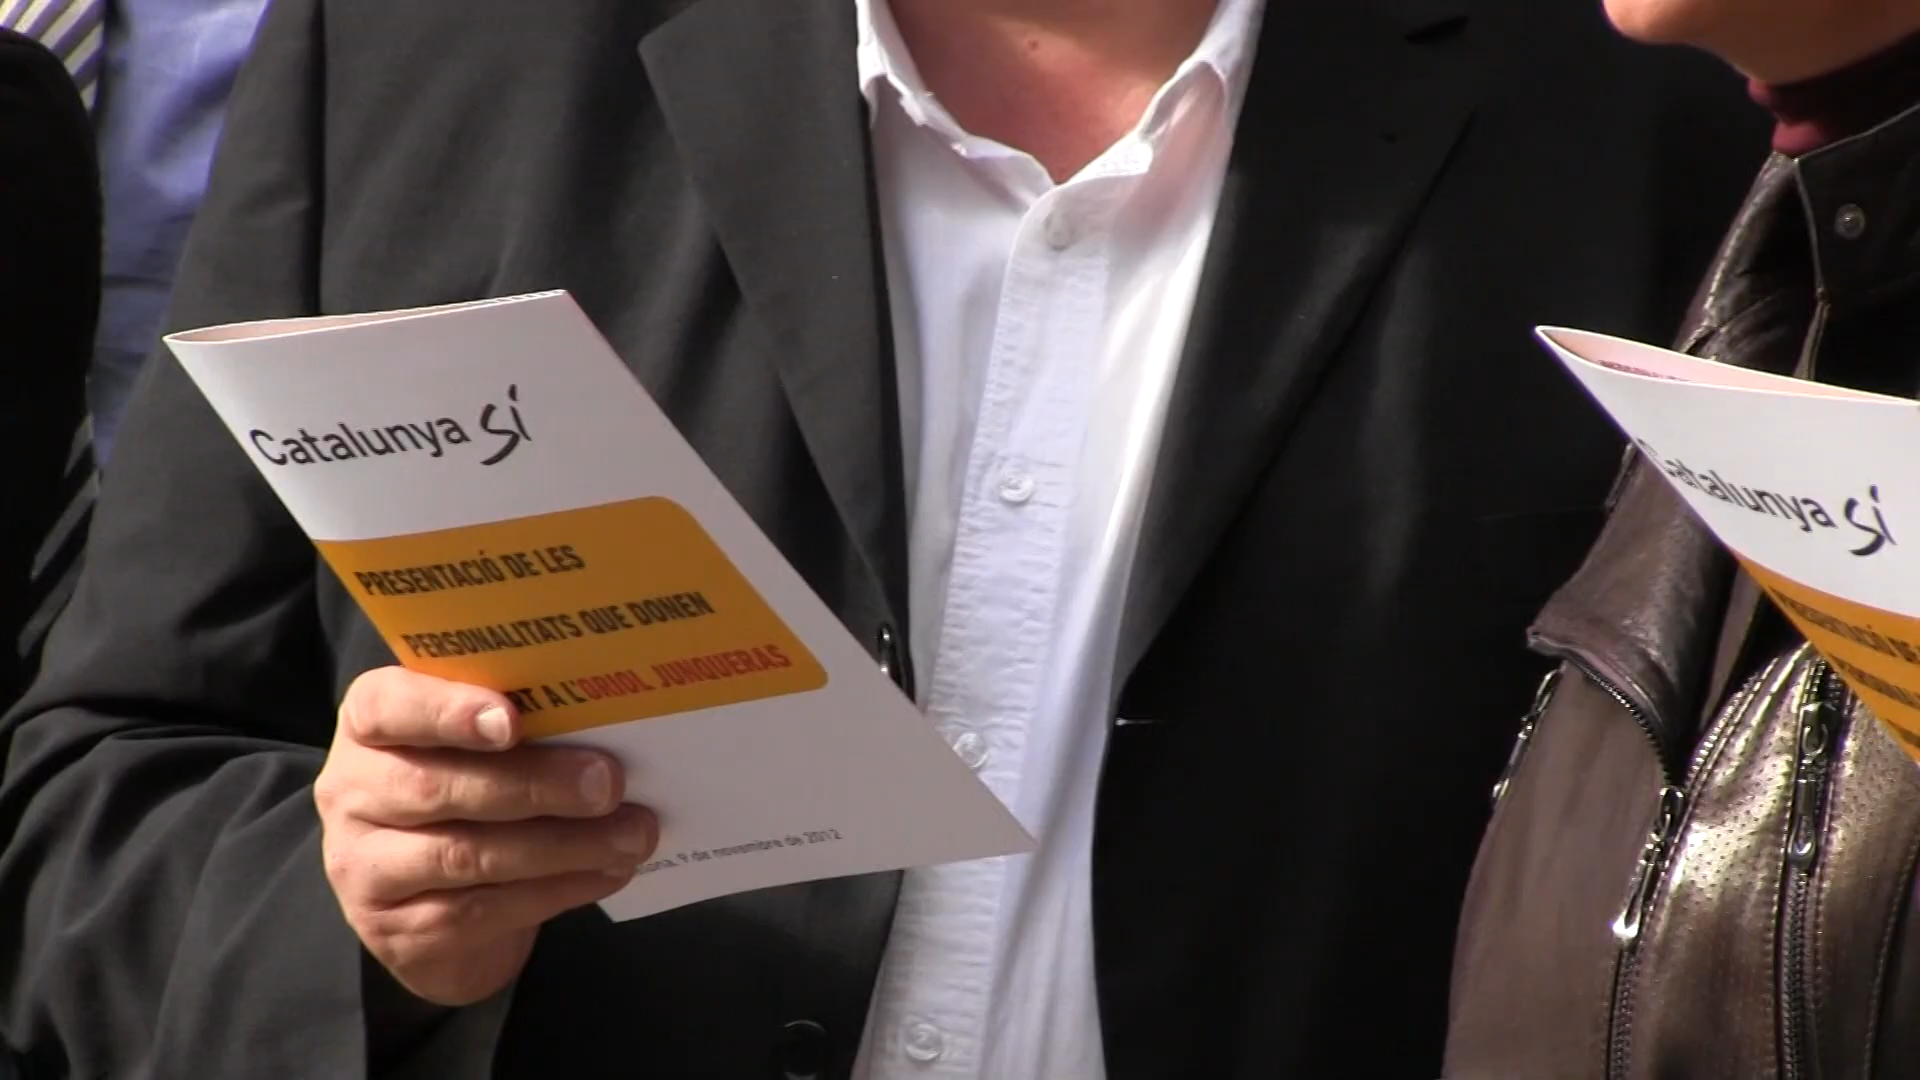 Catalunya Sí
PRESENTACIÓ DE LES
PERSONALITATS QUE DONEN
A L'ORIOL JUNQUERAS
9 de novembre de 2012
Catalunya Sí